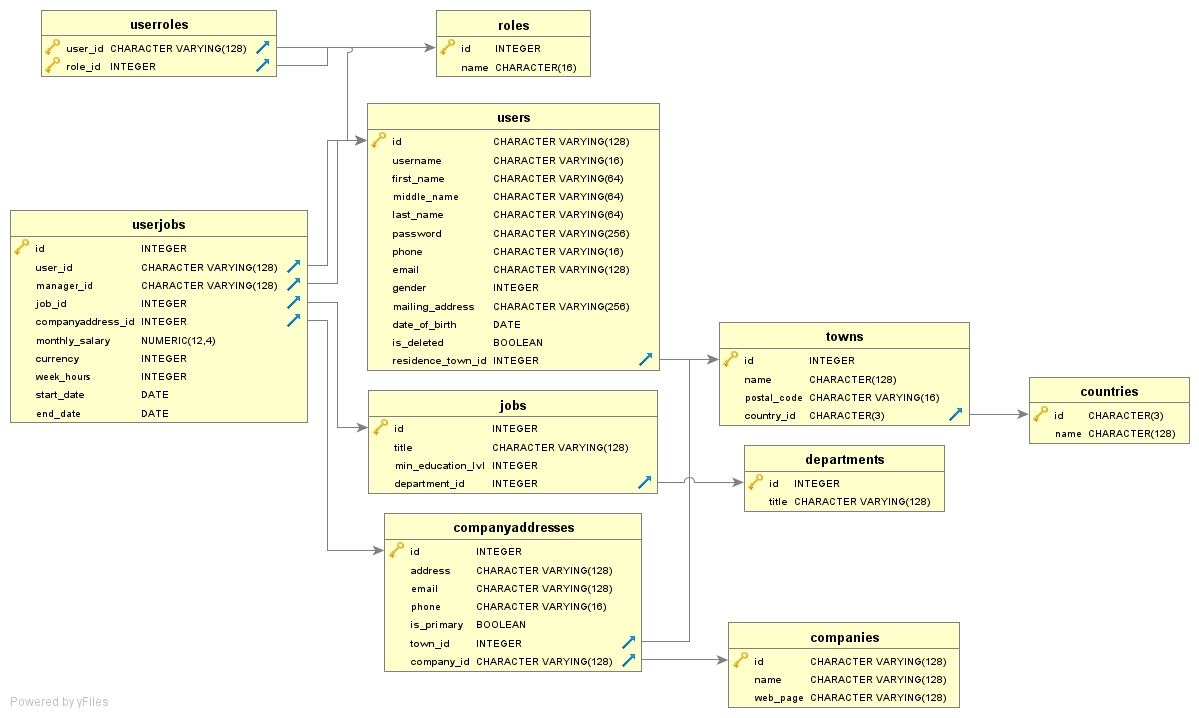 userroles
user_id CHARACTER VARYING(128)
role_id INTEGER
roles
id INTEGER
name CHARACTER(16)
users
id CHARACTER VARYING(128)
username CHARACTER VARYING(16)
first_name CHARACTER VARYING(64)
middle_name CHARACTER VARYING(64)
last_name CHARACTER VARYING(64)
password CHARACTER VARYING(256)
phone CHARACTER VARYING(16)
email CHARACTER VARYING(128)
gender INTEGER
mailing_address CHARACTER VARYING(256)
date_of_birth DATE
is_deleted BOOLEAN
residence_town_id INTEGER
userjobs
id INTEGER
user_id CHARACTER VARYING(128)
manager_id CHARACTER VARYING(128)
job_id INTEGER
companyaddress_id INTEGER
monthly_salary NUMERIC(12,4)
currency INTEGER
week_hours INTEGER
start_date DATE
end_date DATE
towns
id INTEGER
name CHARACTER(128)
postal_code CHARACTER VARYING(16)
country_id CHARACTER(3)
countries
id CHARACTER(3)
name CHARACTER(128)
jobs
id INTEGER
title CHARACTER VARYING(128)
min_education_lvl INTEGER
department_id INTEGER
departments
id INTEGER
title CHARACTER VARYING(128)
companyaddresses
id INTEGER
address CHARACTER VARYING(128)
email CHARACTER VARYING(128)
phone CHARACTER VARYING(16)
is_primary BOOLEAN
town_id INTEGER
company_id CHARACTER VARYING(128)
companies
id CHARACTER VARYING(128)
name CHARACTER VARYING(128)
web_page CHARACTER VARYING(128)
Powered by yFiles